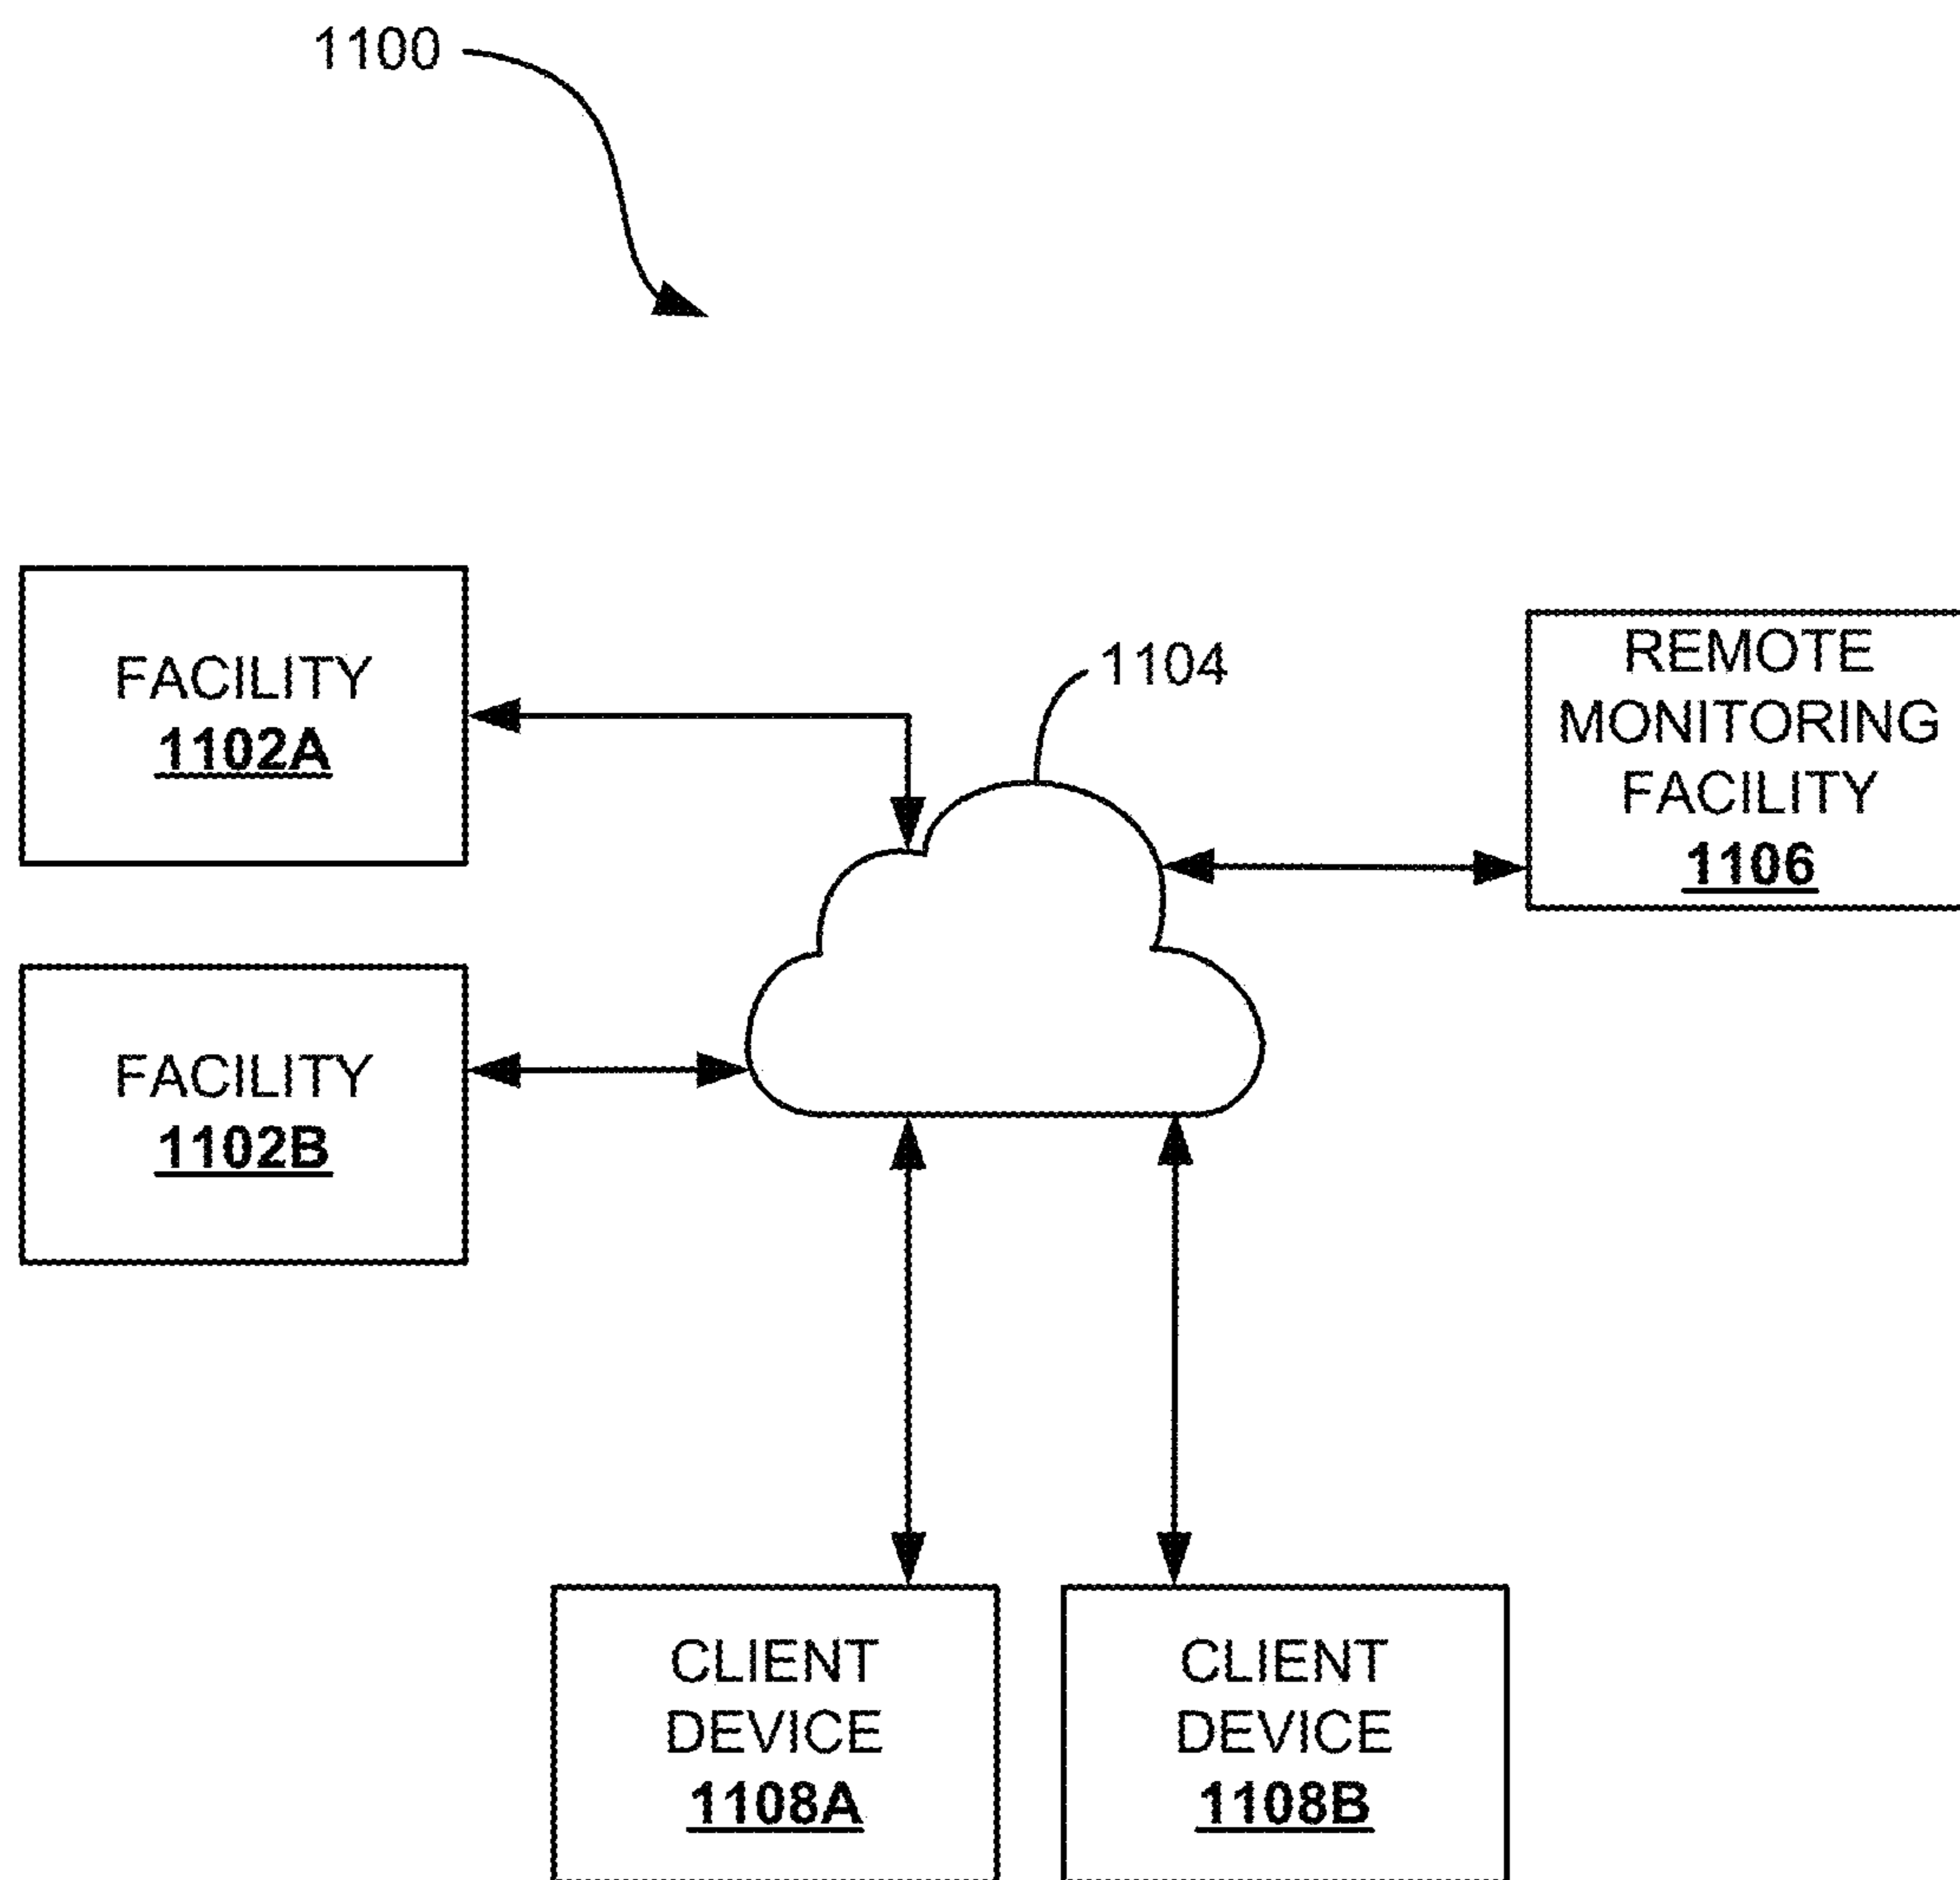 1100
FACILITY
1102A
1104
REMOTE
MONITORING
FACILITY
1106
FACILITY
1102B
CLIENT
DEVICE
1108A
CLIENT
DEVICE
1108B